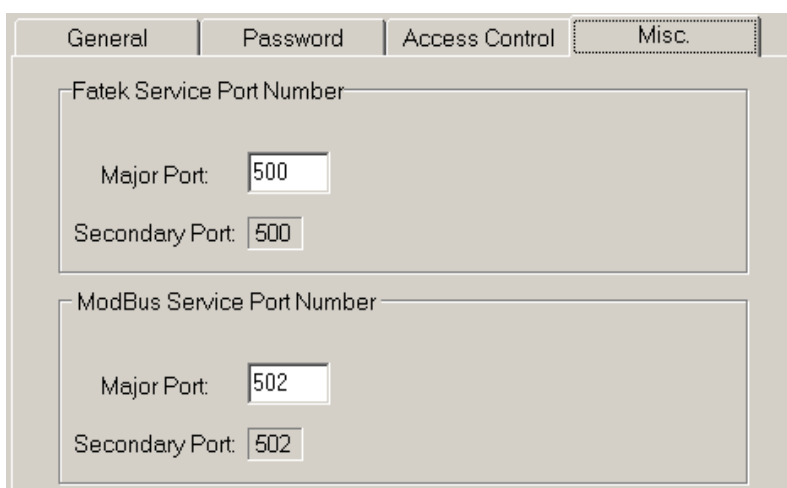 General Password Access Control Misc.
Fatek Service Port Number
Major Port: 500
Secondary Port: 500
ModBus Service Port Number
Major Port: 502
Secondary Port: 502